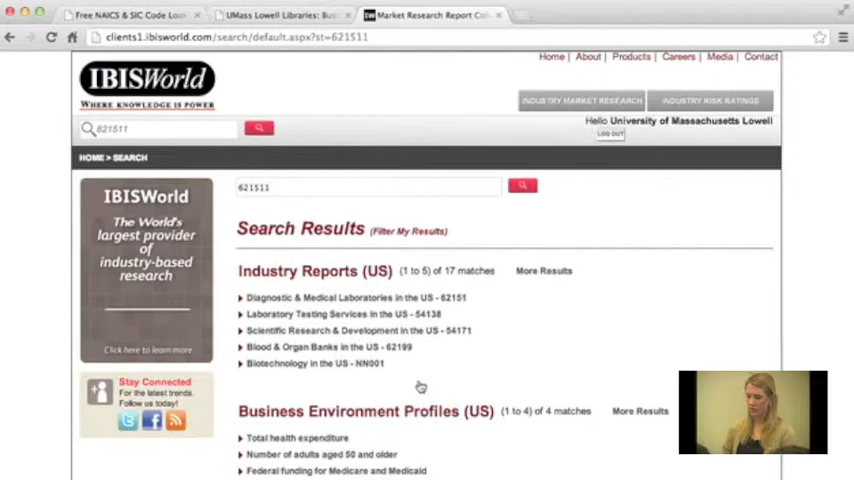 Free NAICS & SIC Code Loo
UMass Lowell Libraries: Busi
Market Research Report Co
clients1.ibisworld.com/search/default.aspx?st=621511
Home | About | Products | Careers | Media | Contact
IBISWorld
WHERE KNOWLEDGE IS POWER
INDUSTRY MARKET RESEARCH
INDUSTRY RISK RATINGS
621511
Hello University of Massachusetts Lowell
LOG OUT
HOME > SEARCH
IBISWorld
The World's
largest provider
of
industry-based
research
Click here to learn more
Stay Connected
For the latest trends.
Follow us today!
621511
Search Results (Filter My Results)
Industry Reports (US) (1 to 5) of 17 matches More Results
Diagnostic & Medical Laboratories in the US - 62151
Laboratory Testing Services in the US - 54138
Scientific Research & Development in the US - 54171
Blood & Organ Banks in the US - 62199
Biotechnology in the US - NN001
Business Environment Profiles (US) (1 to 4) of 4 matches More Results
Total health expenditure
Number of adults aged 50 and older
Federal funding for Medicare and Medicaid